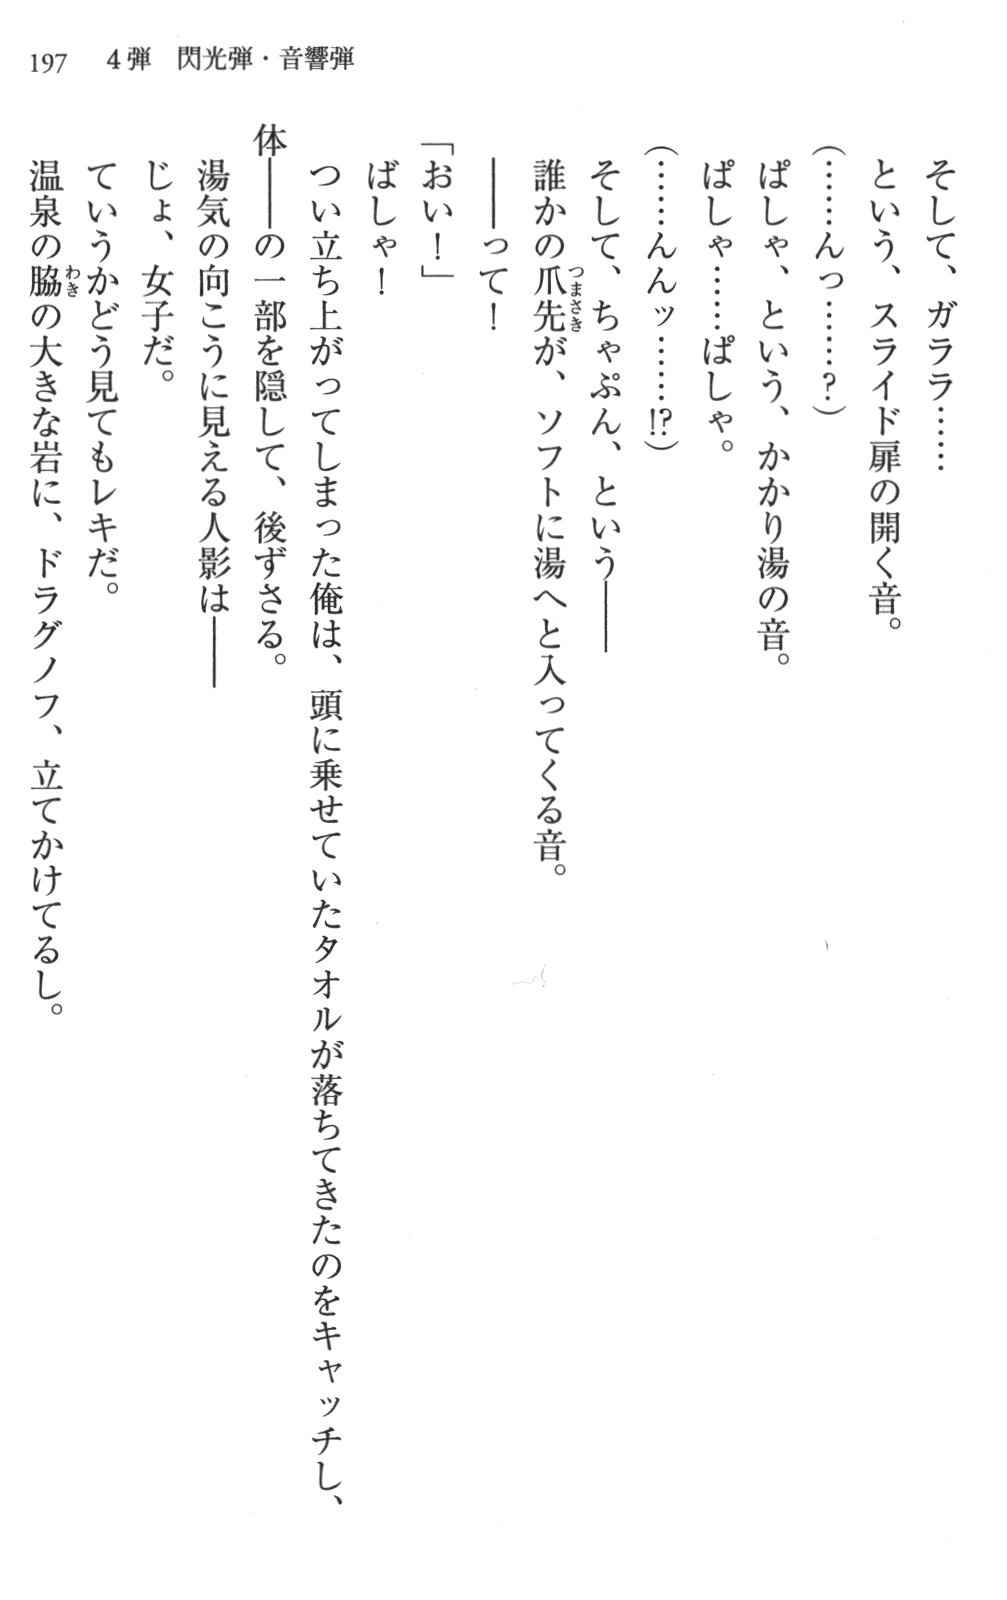 197　4弾　閃光弾・音響弾
そして、ガララ……
という、スライド扉の開く音。
(……んっ……?)
ぱしゃ、という、かかり湯の音。
ぱしゃ……ぱしゃ。
(……んんッ……!?)
そして、ちゃぷん、という――
誰かの爪先が、ソフトに湯へと入ってくる音。
つまさき
――って！
「おい！」
ばしゃ！
つい立ち上がってしまった俺は、頭に乗せていたタオルが落ちてきたのをキャッチし、
体――の一部を隠して、後ずさる。
湯気の向こうに見える人影は――
じょ、女子だ。
ていうかどう見てもレキだ。
温泉の脇の大きな岩に、ドラグノフ、立てかけてるし。
わき